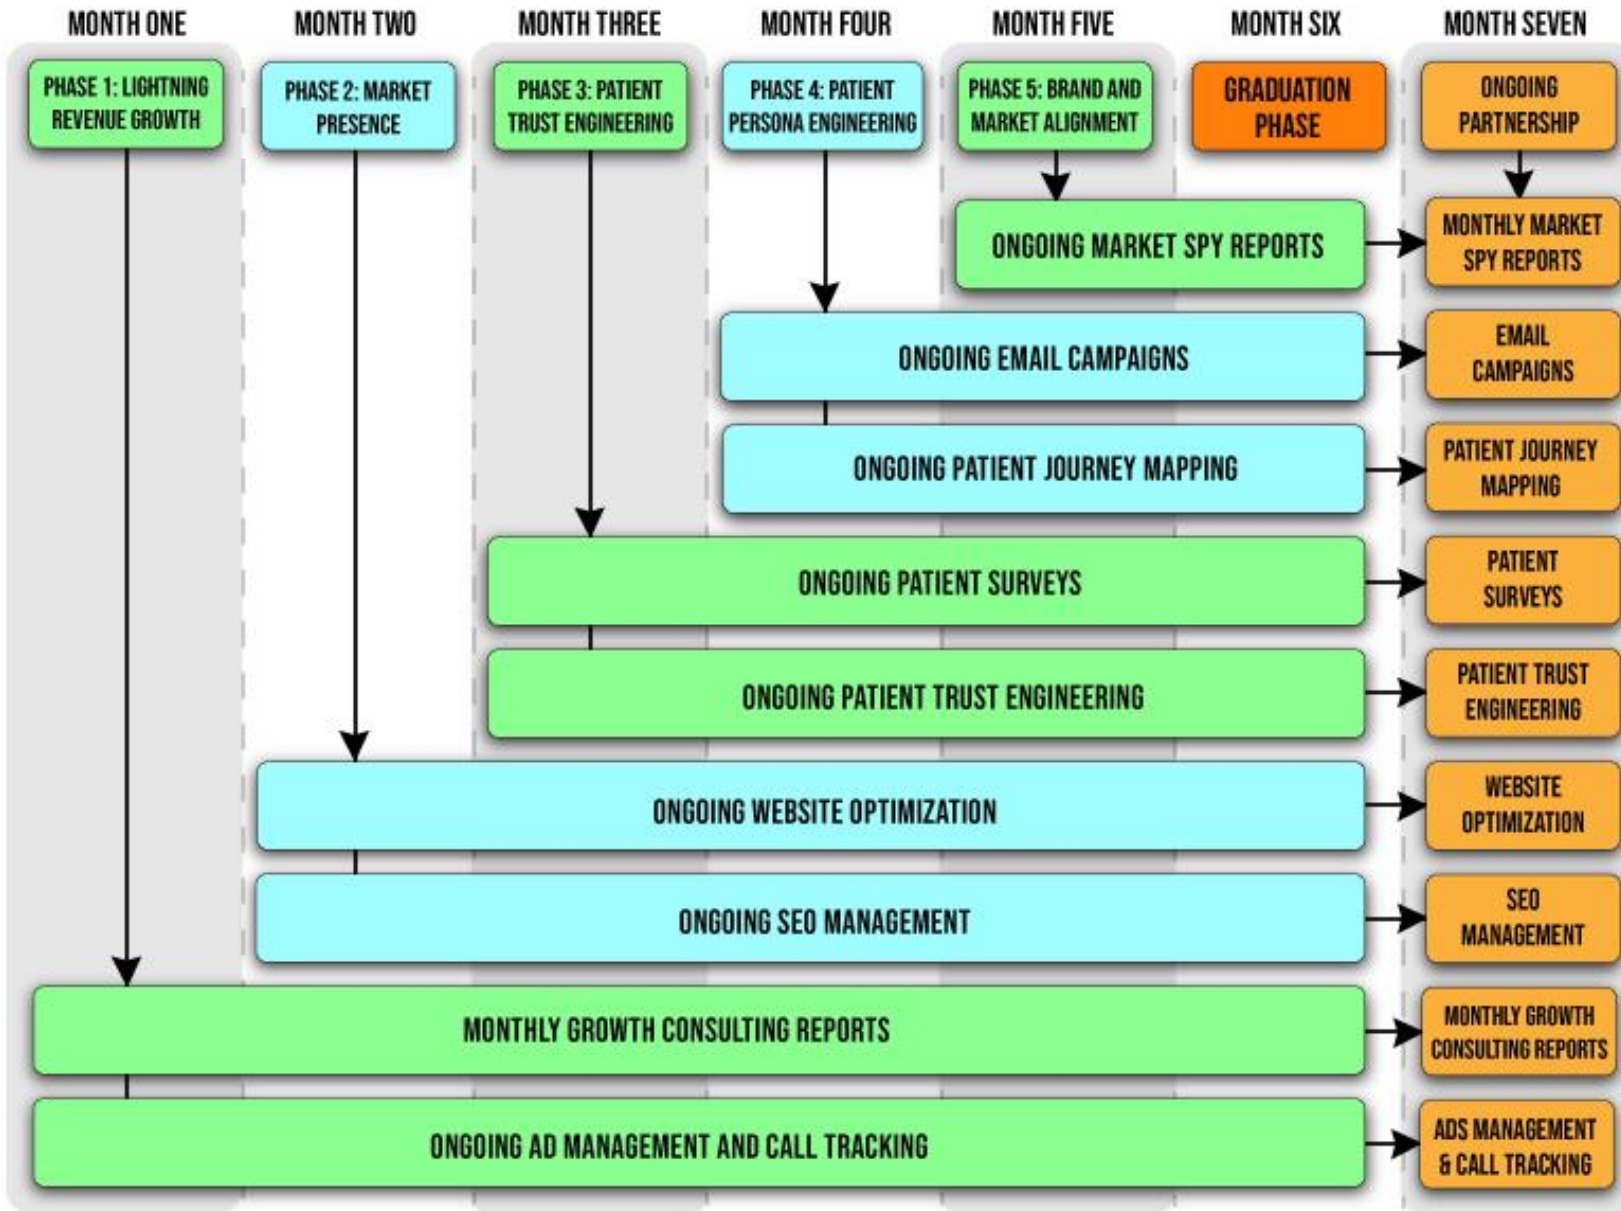 MONTH ONE
MONTH TWO
MONTH THREE
MONTH FOUR
MONTH FIVE
MONTH SIX
MONTH SEVEN
PHASE 1: LIGHTNING
REVENUE GROWTH
PHASE 2: MARKET
PRESENCE
PHASE 3: PATIENT
TRUST ENGINEERING
PHASE 4: PATIENT
PERSONA ENGINEERING
PHASE 5: BRAND AND
MARKET ALIGNMENT
GRADUATION
PHASE
ONGOING
PARTNERSHIP
ONGOING MARKET SPY REPORTS
MONTHLY MARKET
SPY REPORTS
ONGOING EMAIL CAMPAIGNS
EMAIL
CAMPAIGNS
ONGOING PATIENT JOURNEY MAPPING
PATIENT JOURNEY
MAPPING
ONGOING PATIENT SURVEYS
PATIENT
SURVEYS
ONGOING PATIENT TRUST ENGINEERING
PATIENT TRUST
ENGINEERING
ONGOING WEBSITE OPTIMIZATION
WEBSITE
OPTIMIZATION
ONGOING SEO MANAGEMENT
SEO
MANAGEMENT
MONTHLY GROWTH CONSULTING REPORTS
MONTHLY GROWTH
CONSULTING REPORTS
ONGOING AD MANAGEMENT AND CALL TRACKING
ADS MANAGEMENT
& CALL TRACKING